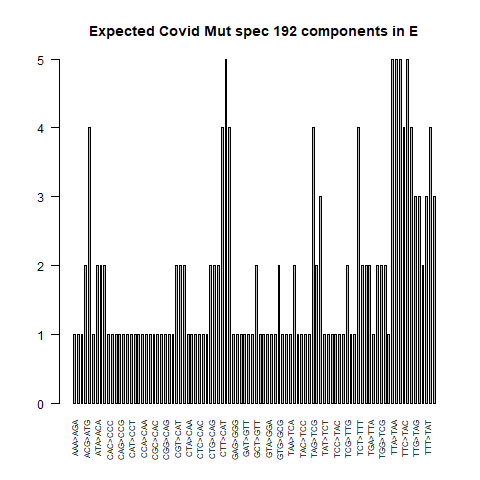 Expected Covid Mut spec 192 components in E
5
4
3
2
1
0
AAA>AGA
ACG>ATG
ATA>ACA
CAC>CCC
CAG>CCG
CAT>CCT
CCA>CAA
CGC>CAC
CGG>CAG
CGT>CAT
CTA>CAA
CTC>CAC
CTG>CAG
CTT>CAT
GAG>GGG
GAT>GTT
GCT>GTT
GTA>GGA
GTG>GCG
TAA>TCA
TAC>TCC
TAG>TCG
TAT>TCT
TCC>TAC
TCG>TTG
TCT>TTT
TGA>TTA
TGG>TCG
TTA>TAA
TTC>TAC
TTG>TAG
TTT>TAT